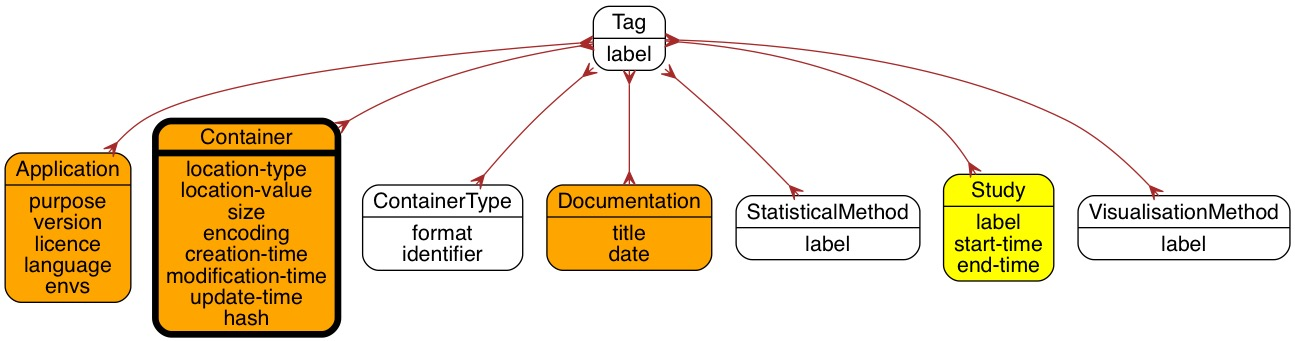 Tag
label
Application
purpose
version
licence
language
envs
Container
location-type
location-value
size
encoding
creation-time
modification-time
update-time
hash
ContainerType
format
identifier
Documentation
title
date
StatisticalMethod
label
Study
label
start-time
end-time
VisualisationMethod
label